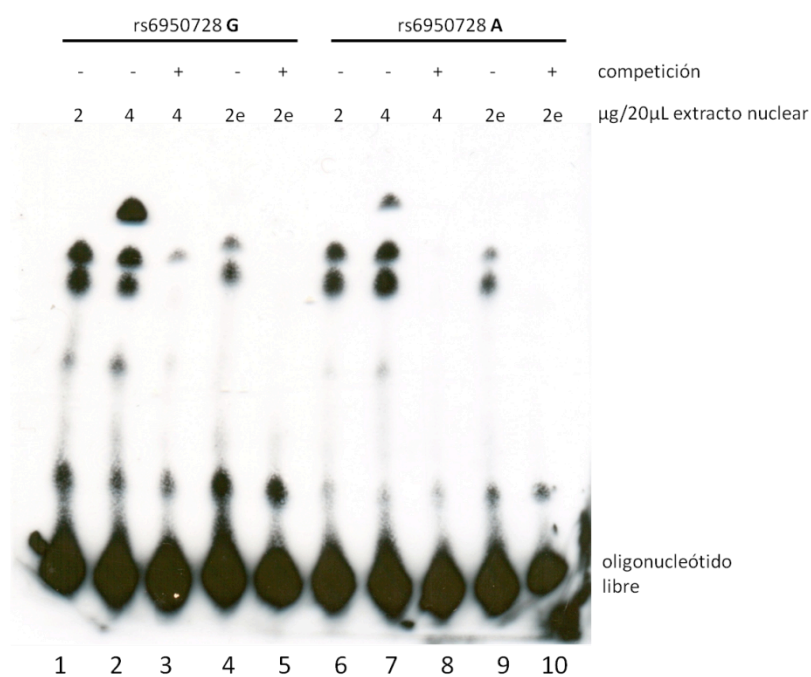 rs6950728 G rs6950728 A
- - + - + - - + - + competición
2 4 4 2e 2e 2 4 4 2e 2e µg/20µL extracto nuclear
oligonucleótido
libre
1 2 3 4 5 6 7 8 9 10